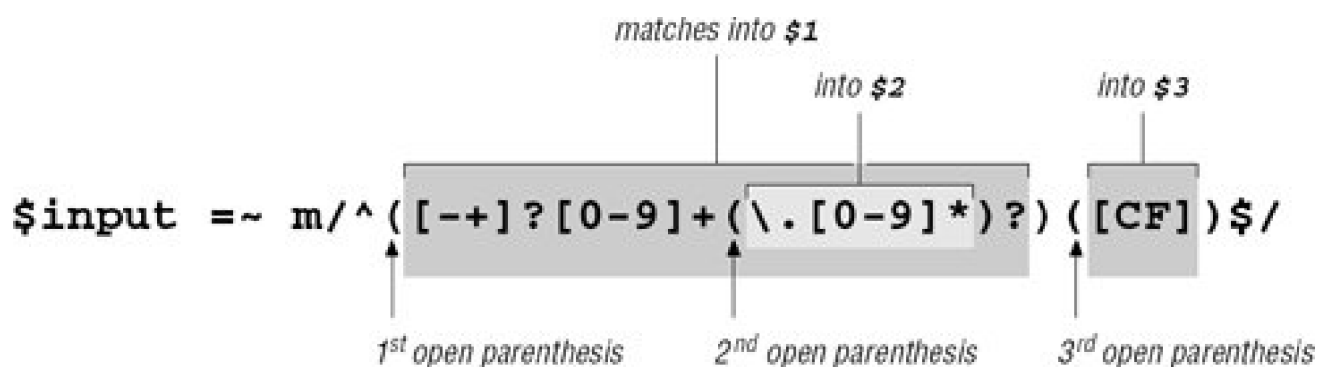 matches into $1
into $2 into $3
$input =~ m/^([-+]?[0-9]+(\.[0-9]*)?)([CF])$/
1st open parenthesis 2nd open parenthesis 3rd open parenthesis